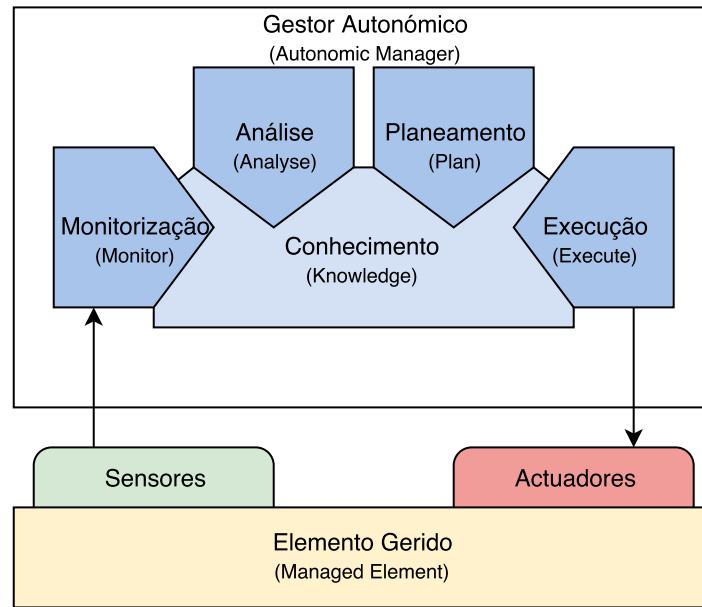 Gestor Autonómico
(Autonomic Manager)
Análise
(Analyse)
Planeamento
(Plan)
Monitorização
(Monitor)
Conhecimento
(Knowledge)
Execução
(Execute)
Sensores
Actuadores
Elemento Gerido
(Managed Element)